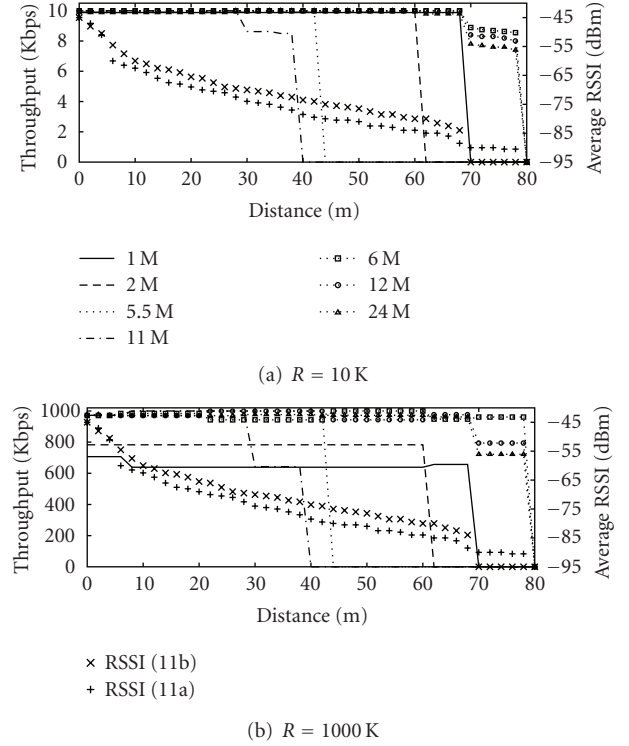 10
8
6
4
2
0
Throughput (Kbps)
−45
−55
−65
−75
−85
−95
Average RSSI (dBm)
0 10 20 30 40 50 60 70 80
Distance (m)
1 M
2 M
5.5 M
11 M
6 M
12 M
24 M
(a) R = 10 K
1000
800
600
400
200
0
Throughput (Kbps)
−45
−55
−65
−75
−85
−95
Average RSSI (dBm)
0 10 20 30 40 50 60 70 80
Distance (m)
× RSSI (11b)
+ RSSI (11a)
(b) R = 1000 K